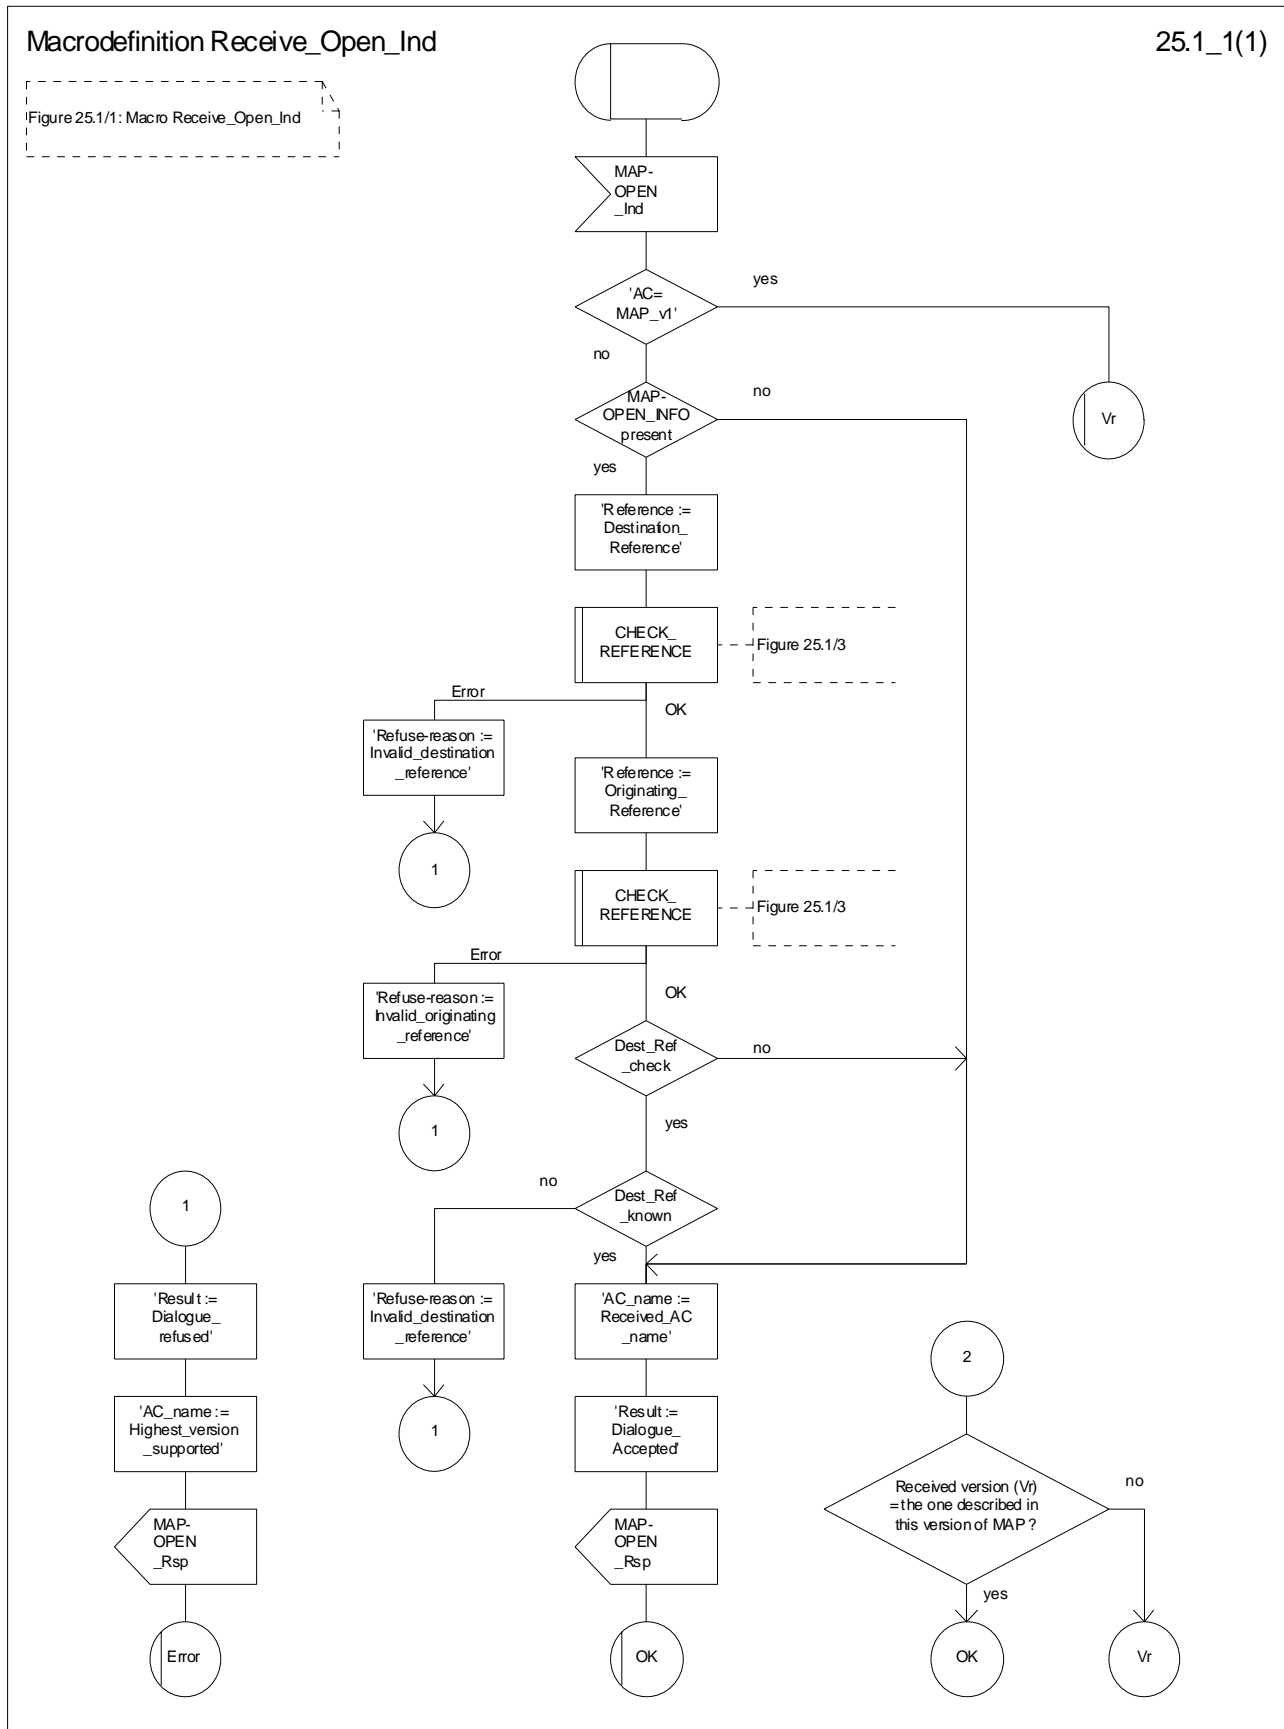 Macrodefinition Receive_Open_Ind
25.1_1(1)
Figure 25.1/1: Macro Receive_Open_Ind
MAP-
OPEN
_Ind
'AC=
MAP_v1'
yes
no
MAP-
OPEN_INFO
present
no
Vr
yes
'Reference :=
Destination_
Reference'
CHECK_
REFERENCE
Figure 25.1/3
Error
OK
'Refuse-reason :=
Invalid_destination
_reference'
'Reference :=
Originating_
Reference'
1
CHECK_
REFERENCE
Figure 25.1/3
Error
OK
'Refuse-reason :=
Invalid_originating
_reference'
Dest_Ref
_check
no
1
yes
no
Dest_Ref
_known
1
yes
'Result :=
Dialogue_
refused'
'Refuse-reason :=
Invalid_destination
_reference'
'AC_name :=
Received_AC
_name'
2
'AC_name :=
Highest_version
_supported'
1
'Result :=
Dialogue_
Accepted'
Received version (Vr)
= the one described in
this version of MAP ?
no
MAP-
OPEN
_Rsp
MAP-
OPEN
_Rsp
yes
Error
OK
OK
Vr